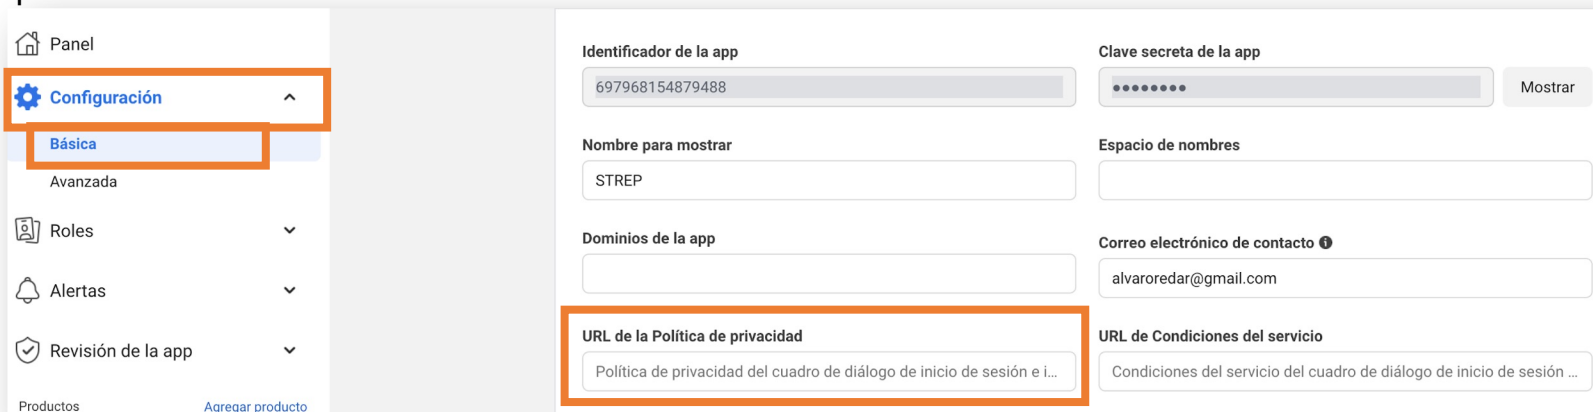 Panel
Configuración
Básica
Avanzada
Roles
Alertas
Revisión de la app
Productos Agregar producto
Identificador de la app
697968154879488
Clave secreta de la app
••••••••
Mostrar
Nombre para mostrar
STREP
Espacio de nombres
Dominios de la app
Correo electrónico de contacto
alvaroredar@gmail.com
URL de la Política de privacidad
Política de privacidad del cuadro de diálogo de inicio de sesión e i...
URL de Condiciones del servicio
Condiciones del servicio del cuadro de diálogo de inicio de sesión ...